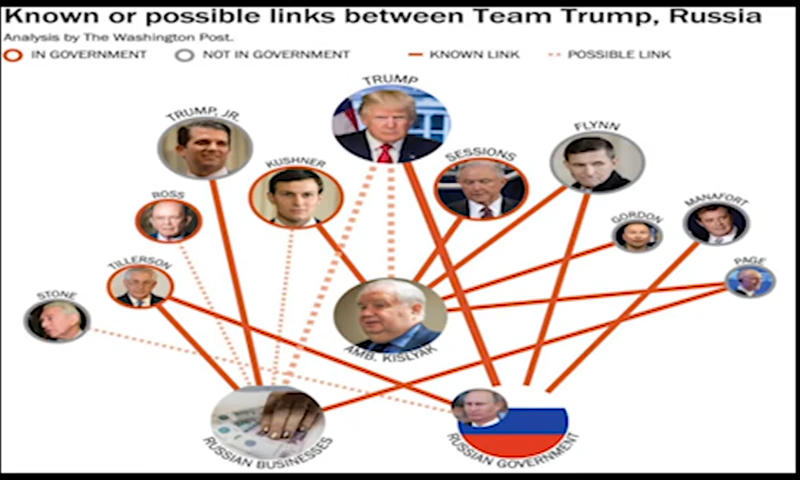 Known or possible links between Team Trump, Russia
Analysis by The Washington Post.
IN GOVERNMENT NOT IN GOVERNMENT KNOWN LINK POSSIBLE LINK
TRUMP
TRUMP, JR.
FLYNN
KUSHNER
SESSIONS
ROSS
MANAFORT
GORDON
TILLERSON
PAGE
STONE
AMB. KISLYAK
RUSSIAN BUSINESSES
RUSSIAN GOVERNMENT